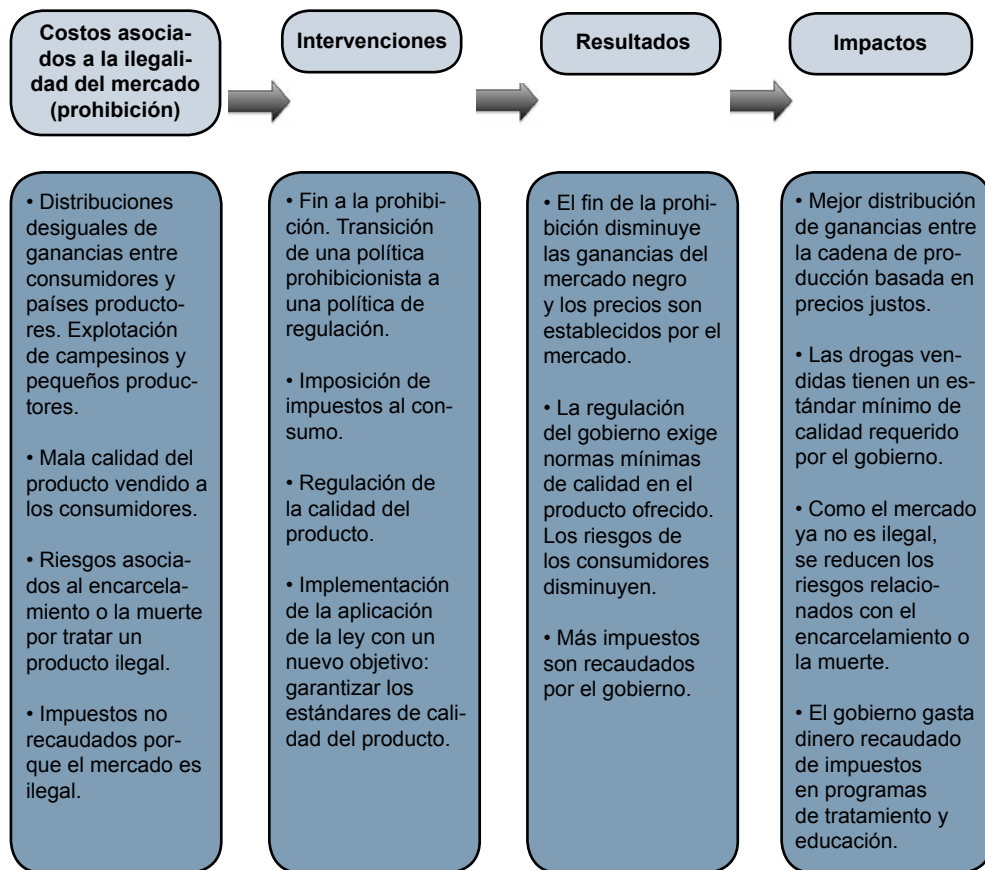 Costos asocia-
dos a la ilegali-
dad del mercado
(prohibición)
Intervenciones
Resultados
Impactos
• Distribuciones
desiguales de
ganancias entre
consumidores y
países producto-
res. Explotación
de campesinos y
pequeños produc-
tores.
• Mala calidad del
producto vendido a
los consumidores.
• Riesgos asocia-
dos al encarcela-
miento o la muerte
por tratar un
producto ilegal.
• Impuestos no
recaudados por-
que el mercado es
ilegal.
• Fin a la prohibi-
ción. Transición
de una política
prohibicionista a
una política de
regulación.
• Imposición de
impuestos al con-
sumo.
• Regulación de
la calidad del
producto.
• Implementación
de la aplicación
de la ley con un
nuevo objetivo:
garantizar los
estándares de cali-
dad del producto.
• El fin de la prohi-
bición disminuye
las ganancias del
mercado negro
y los precios son
establecidos por el
mercado.
• La regulación
del gobierno exige
normas mínimas
de calidad en el
producto ofrecido.
Los riesgos de
los consumidores
disminuyen.
• Más impuestos
son recaudados
por el gobierno.
• Mejor distribución
de ganancias entre
la cadena de pro-
ducción basada en
precios justos.
• Las drogas ven-
didas tienen un es-
tándar mínimo de
calidad requerido
por el gobierno.
• Como el mercado
ya no es ilegal,
se reducen los
riesgos relacio-
nados con el
encarcelamiento o
la muerte.
• El gobierno gasta
dinero recaudado
de impuestos
en programas
de tratamiento y
educación.